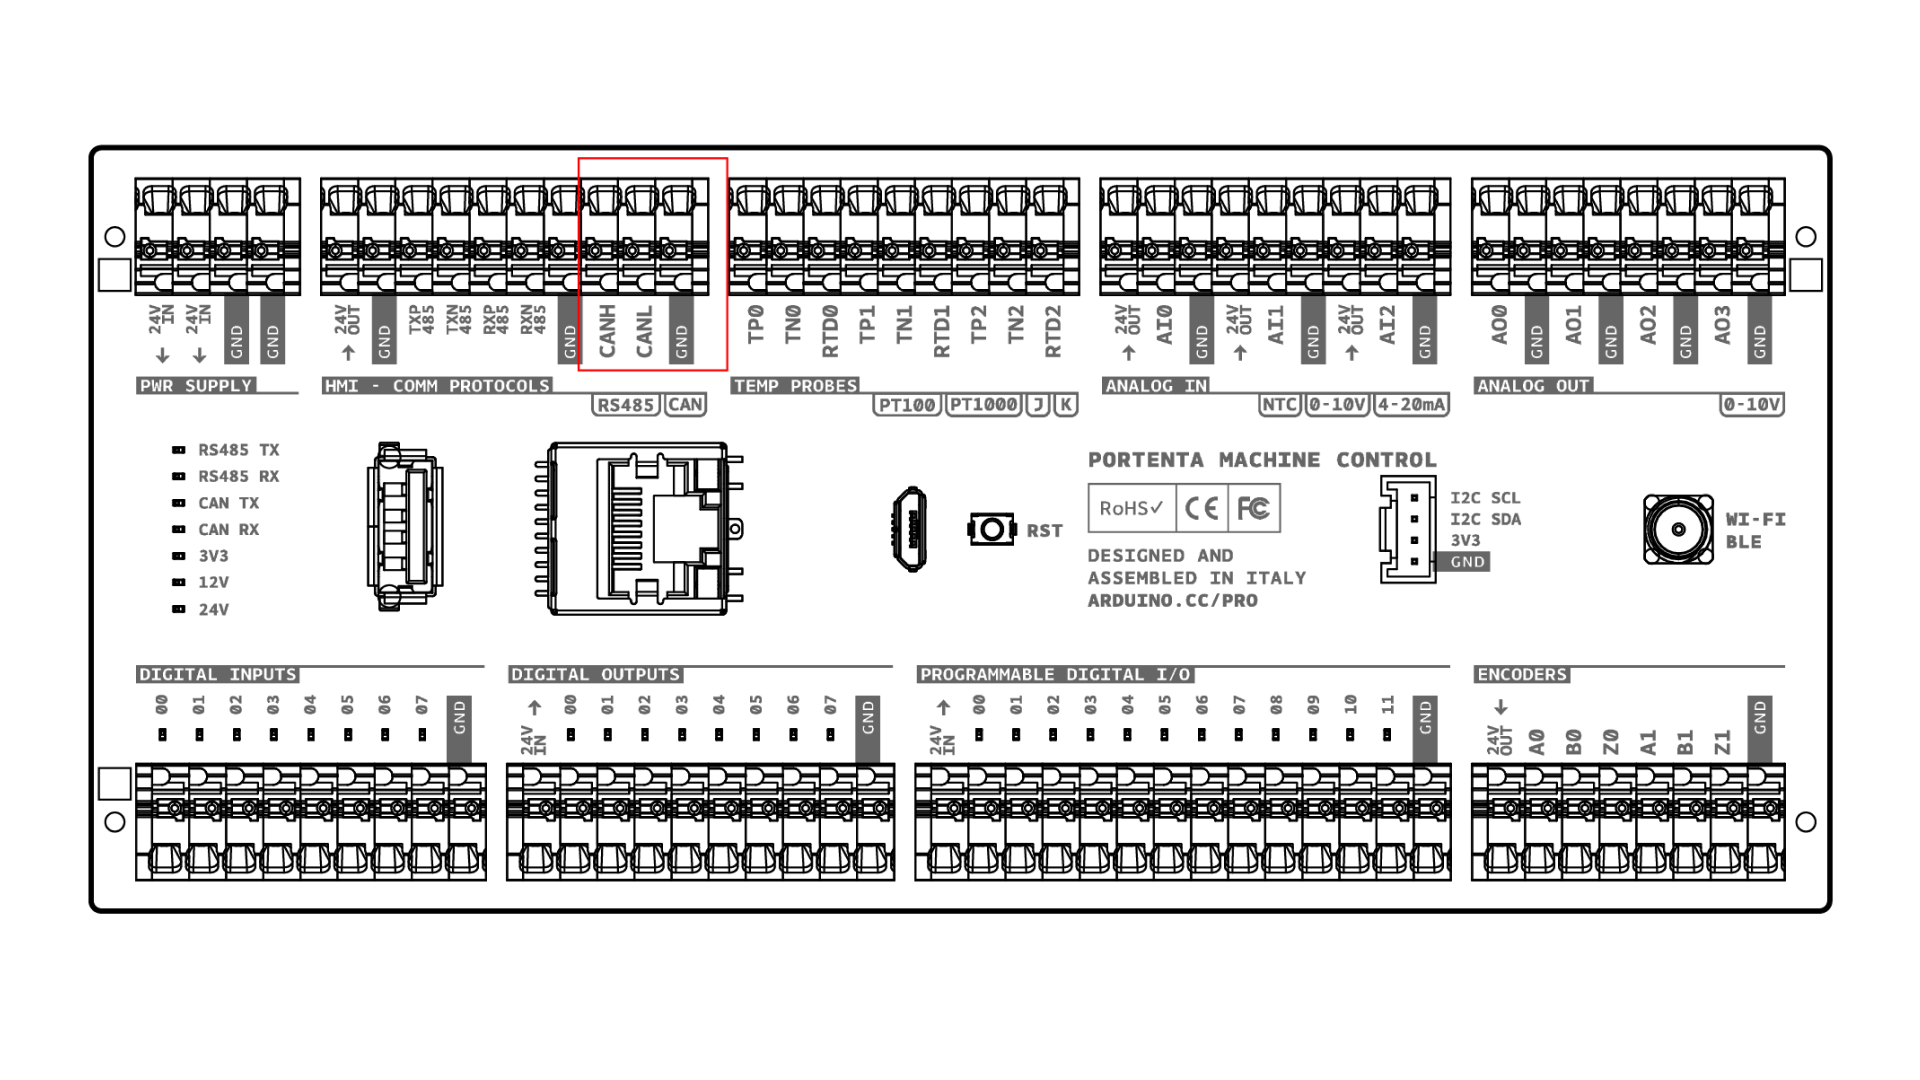 24V IN
24V IN
GND
GND
24V OUT
GND
TXP 485
TXN 485
RXP 485
RXN 485
GND
CANH
CANL
GND
TP0
TN0
RTD0
TP1
TN1
RTD1
TP2
TN2
RTD2
24V OUT
AI0
GND
24V OUT
AI1
GND
24V OUT
AI2
GND
AO0
GND
AO1
GND
AO2
GND
AO3
GND
PWR SUPPLY
HMI - COMM PROTOCOLS
RS485 CAN
TEMP PROBES
PT100 PT1000 J K
ANALOG IN
NTC 0-10V 4-20mA
ANALOG OUT
0-10V
RS485 TX
RS485 RX
CAN TX
CAN RX
3V3
12V
24V
RST
PORTENTA MACHINE CONTROL
RoHS✓ CE FC
DESIGNED AND
ASSEMBLED IN ITALY
ARDUINO.CC/PRO
I2C SCL
I2C SDA
3V3
GND
WI-FI
BLE
DIGITAL INPUTS
00
01
02
03
04
05
06
07
GND
DIGITAL OUTPUTS
24V IN
00
01
02
03
04
05
06
07
GND
PROGRAMMABLE DIGITAL I/O
24V IN
00
01
02
03
04
05
06
07
08
09
10
11
GND
ENCODERS
24V OUT
A0
B0
Z0
A1
B1
Z1
GND